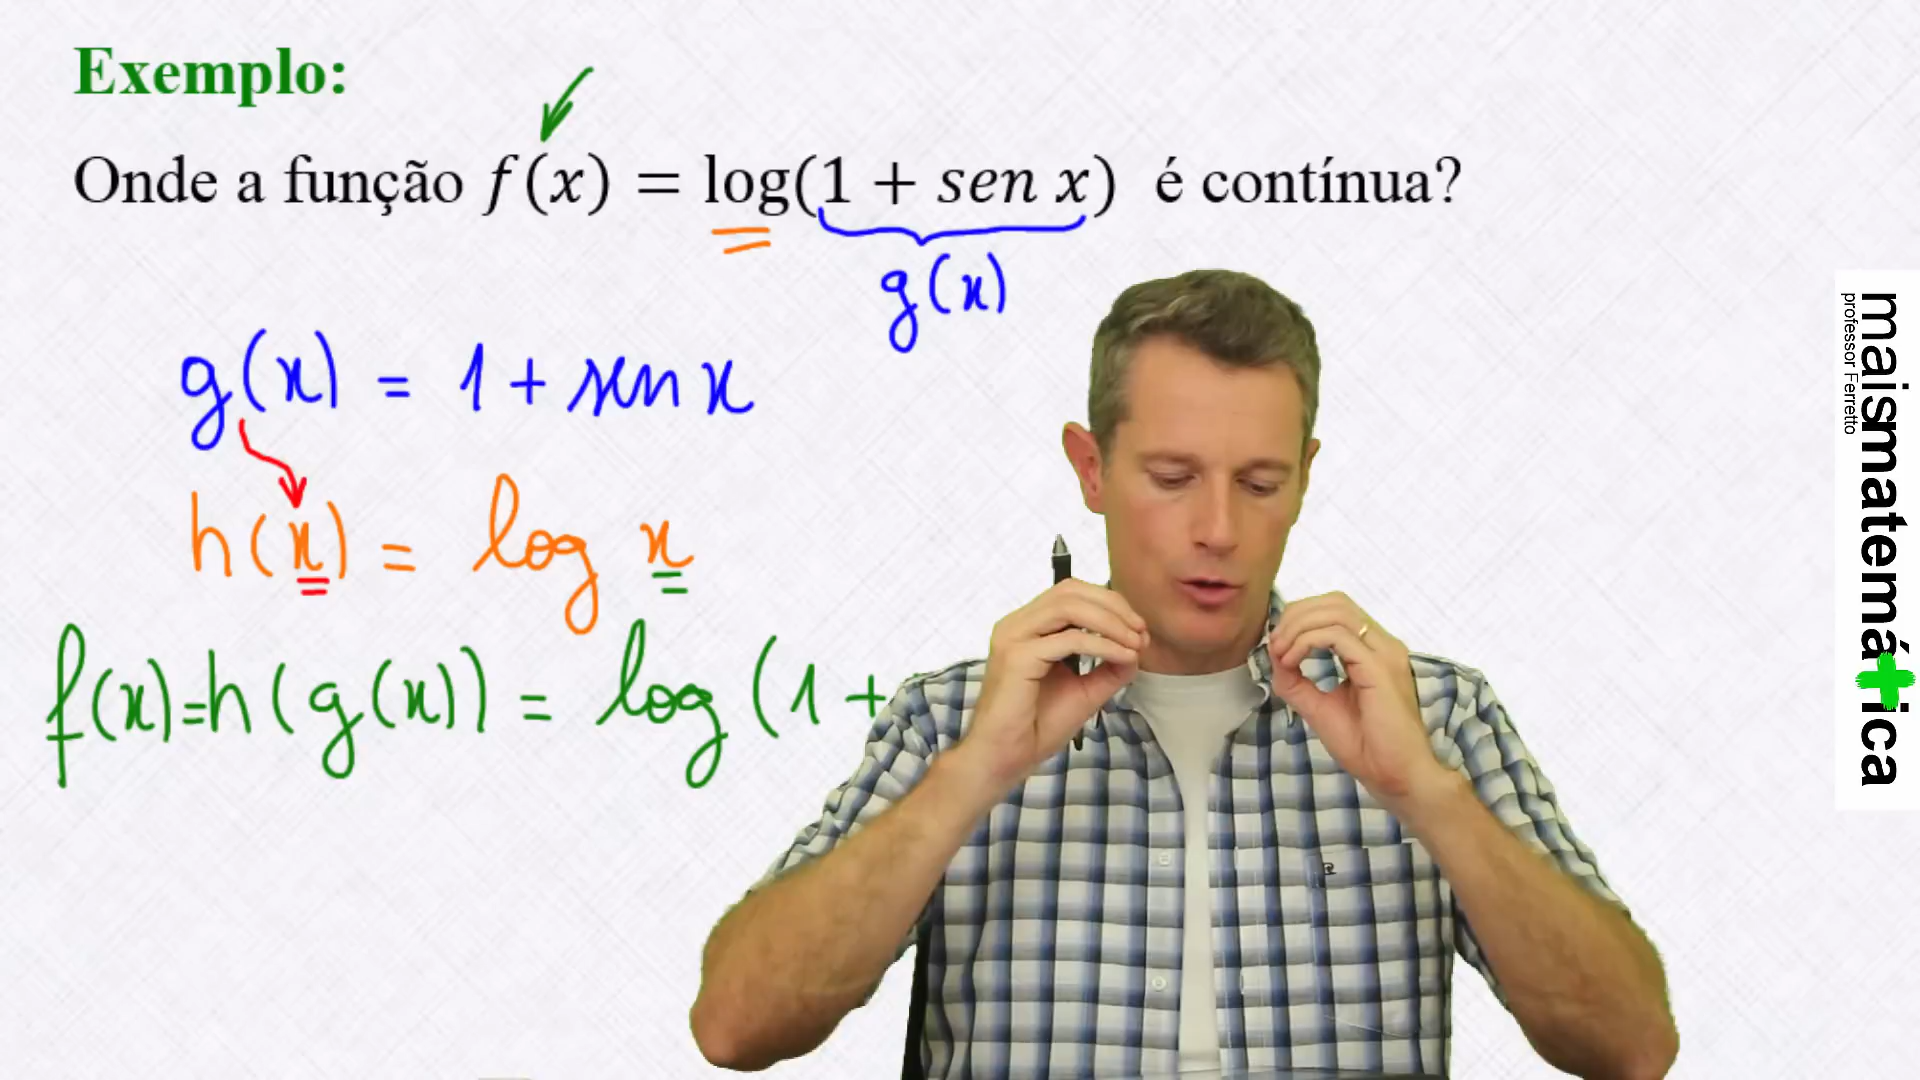 Exemplo:
Onde a função f(x) = log(1 + sen x) é contínua?
g(x)
g(x) = 1 + sen x
h(x) = log x
f(x)=h(g(x)) = log (1 +
maismatemática
professor Ferretto